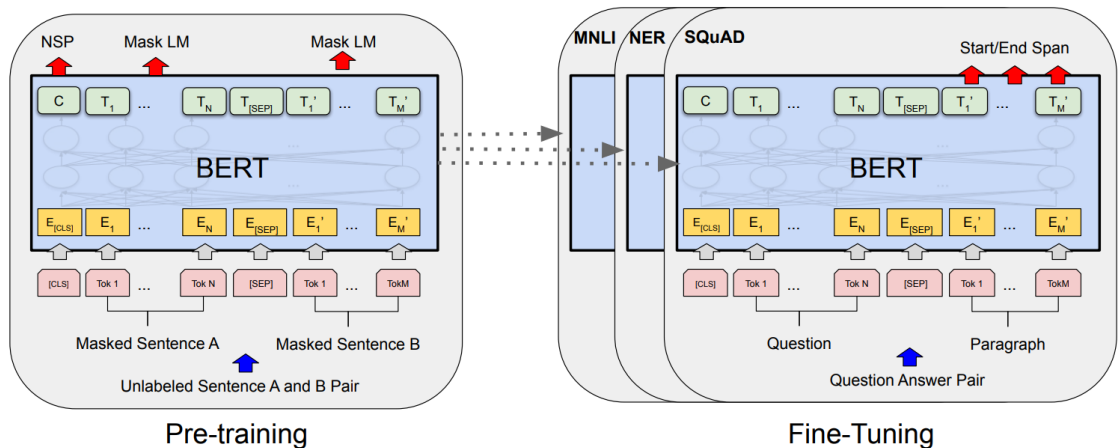 NSP Mask LM Mask LM
C T1 ... TN T[SEP] T1' ... TM'
BERT
E[CLS] E1 ... EN E[SEP] E1' ... EM'
[CLS] Tok 1 ... Tok N [SEP] Tok 1 ... TokM
Masked Sentence A Masked Sentence B
Unlabeled Sentence A and B Pair
Pre-training
MNLI NER SQuAD
Start/End Span
C T1 ... TN T[SEP] T1' ... TM'
BERT
E[CLS] E1 ... EN E[SEP] E1' ... EM'
[CLS] Tok 1 ... Tok N [SEP] Tok 1 ... TokM
Question Paragraph
Question Answer Pair
Fine-Tuning